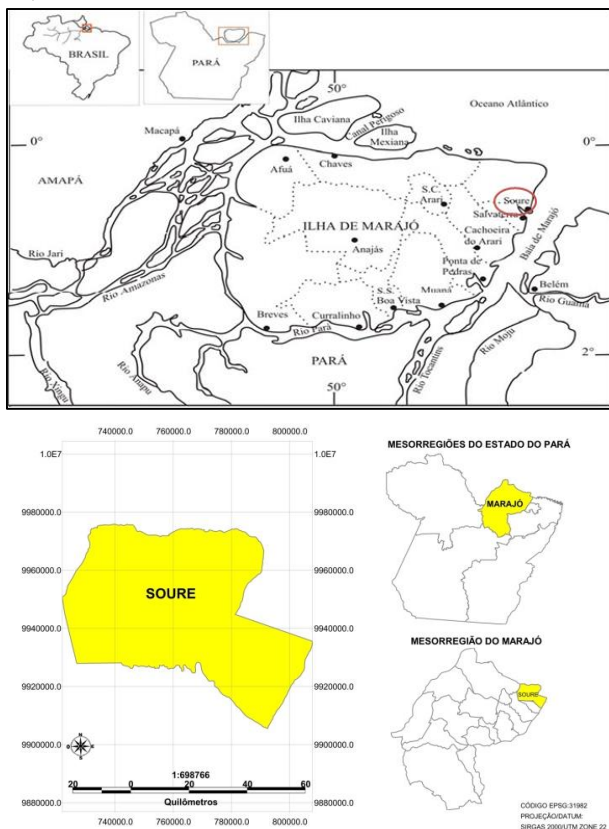 BRASIL
PARÁ
50°
Oceano Atlântico
Ilha Caviana
Canal Perigoso
Ilha
Mexiana
Macapá
0°
0°
Chaves
Afuá
AMAPÁ
S.C.
Arari
Soure
Salvaterra
ILHA DE MARAJÓ
Cachoeira
do Arari
Baia de Marajó
Anajás
Rio Jari
Ponta de
Pedras
Rio Amazonas
S.S.
Boa Vista
Muaná
Belém
Rio Guamá
Breves
Curralinho
Rio Pará
PARÁ
Rio Moju
2°
Rio Xingu
Rio Anapu
Rio Tocantins
50°
740000.0 760000.0 780000.0 800000.0
1.0E7 1.0E7
9980000.0 9980000.0
9960000.0 9960000.0
SOURE
9940000.0 9940000.0
9920000.0 9920000.0
9900000.0 9900000.0
N
O E
S
1:698766
20 0 20 40 60
Quilômetros
9880000.0 9880000.0
740000.0 760000.0 780000.0 800000.0
MESORREGIÕES DO ESTADO DO PARÁ
MARAJÓ
MESORREGIÃO DO MARAJÓ
SOURE
CÓDIGO EPSG:31982
PROJEÇÃO/DATUM:
SIRGAS 2000/UTM ZONE 22